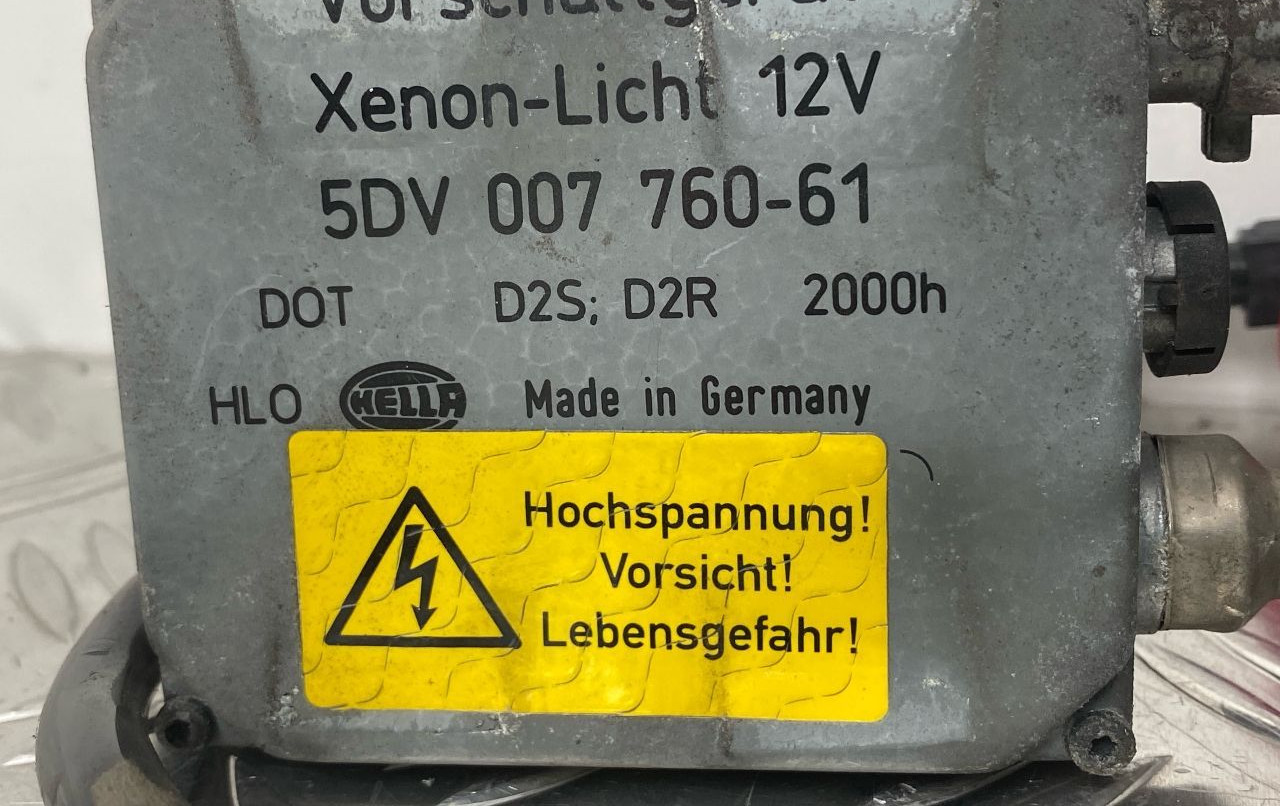 Vorschaltgerät
Xenon-Licht 12V
5DV 007 760-61
DOT D2S; D2R 2000h
HLO HELLA Made in Germany
Hochspannung!
Vorsicht!
Lebensgefahr!